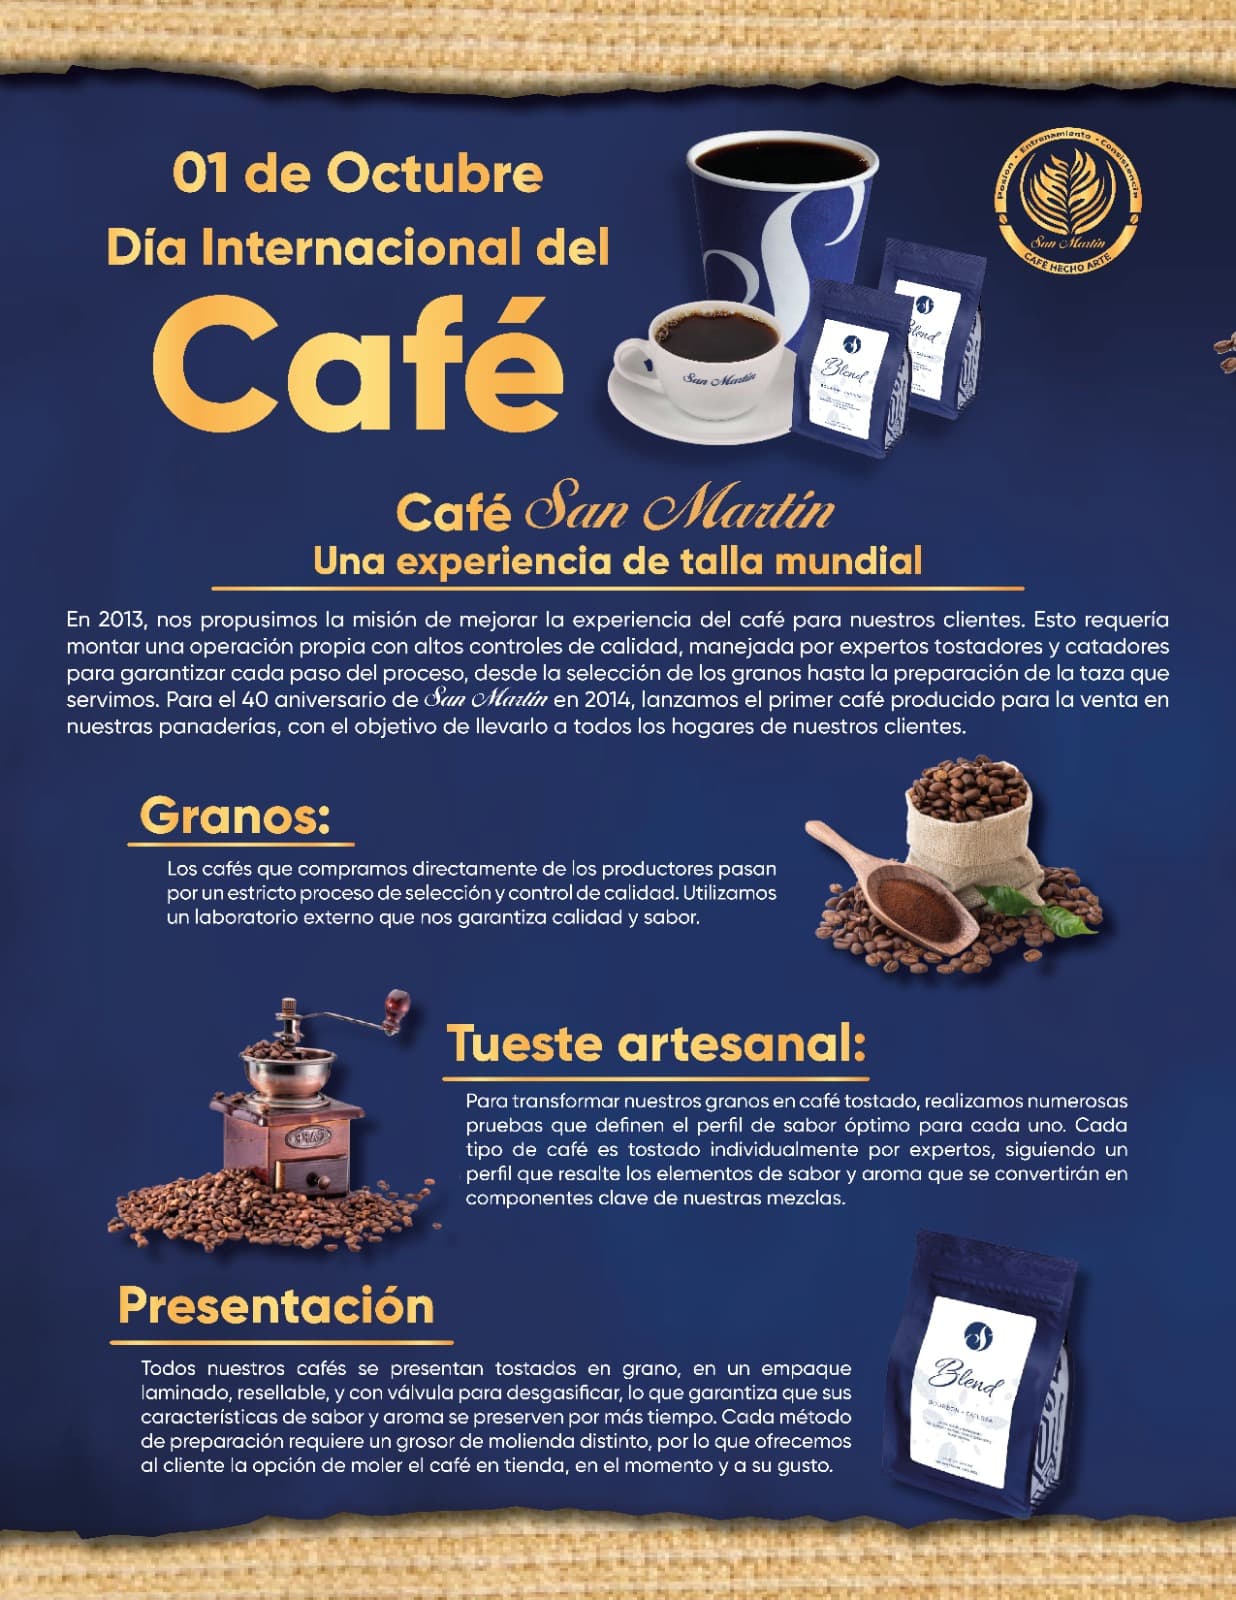 01 de Octubre
Día Internacional del
Café
Pasión • Entrenamiento • Consistencia
San Martín
CAFÉ HECHO ARTE
San Martín
Blend
Blend
Café San Martín
Una experiencia de talla mundial
En 2013, nos propusimos la misión de mejorar la experiencia del café para nuestros clientes. Esto requería
montar una operación propia con altos controles de calidad, manejada por expertos tostadores y catadores
para garantizar cada paso del proceso, desde la selección de los granos hasta la preparación de la taza que
servimos. Para el 40 aniversario de San Martín en 2014, lanzamos el primer café producido para la venta en
nuestras panaderías, con el objetivo de llevarlo a todos los hogares de nuestros clientes.
Granos:
Los cafés que compramos directamente de los productores pasan
por un estricto proceso de selección y control de calidad. Utilizamos
un laboratorio externo que nos garantiza calidad y sabor.
Tueste artesanal:
Para transformar nuestros granos en café tostado, realizamos numerosas
pruebas que definen el perfil de sabor óptimo para cada uno. Cada
tipo de café es tostado individualmente por expertos, siguiendo un
perfil que resalte los elementos de sabor y aroma que se convertirán en
componentes clave de nuestras mezclas.
Presentación
Todos nuestros cafés se presentan tostados en grano, en un empaque
laminado, resellable, y con válvula para desgasificar, lo que garantiza que sus
características de sabor y aroma se preserven por más tiempo. Cada método
de preparación requiere un grosor de molienda distinto, por lo que ofrecemos
al cliente la opción de moler el café en tienda, en el momento y a su gusto.
Blend